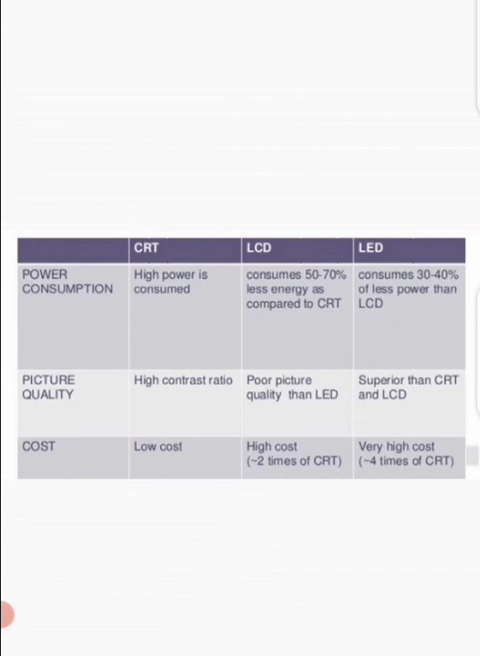 CRT LCD LED
POWER CONSUMPTION High power is consumed consumes 50-70% less energy as compared to CRT consumes 30-40% of less power than LCD
PICTURE QUALITY High contrast ratio Poor picture quality than LED Superior than CRT and LCD
COST Low cost High cost (~2 times of CRT) Very high cost (~4 times of CRT)